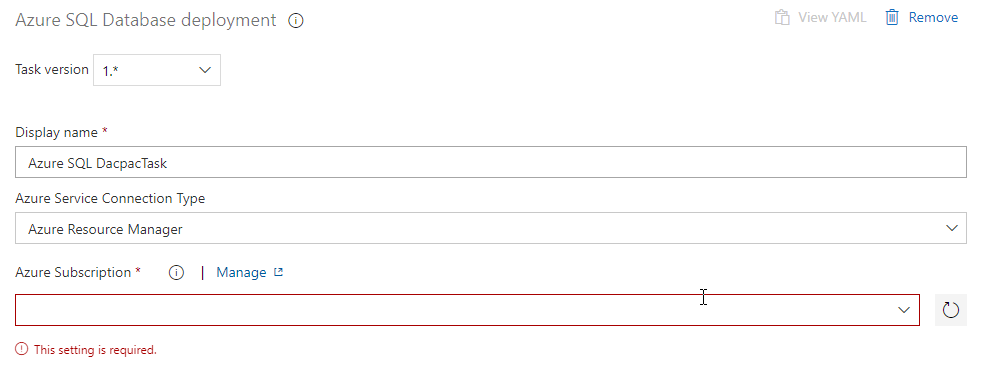 Azure SQL Database deployment View YAML Remove
Task version 1.*
Display name *
Azure SQL DacpacTask
Azure Service Connection Type
Azure Resource Manager
Azure Subscription * | Manage
This setting is required.